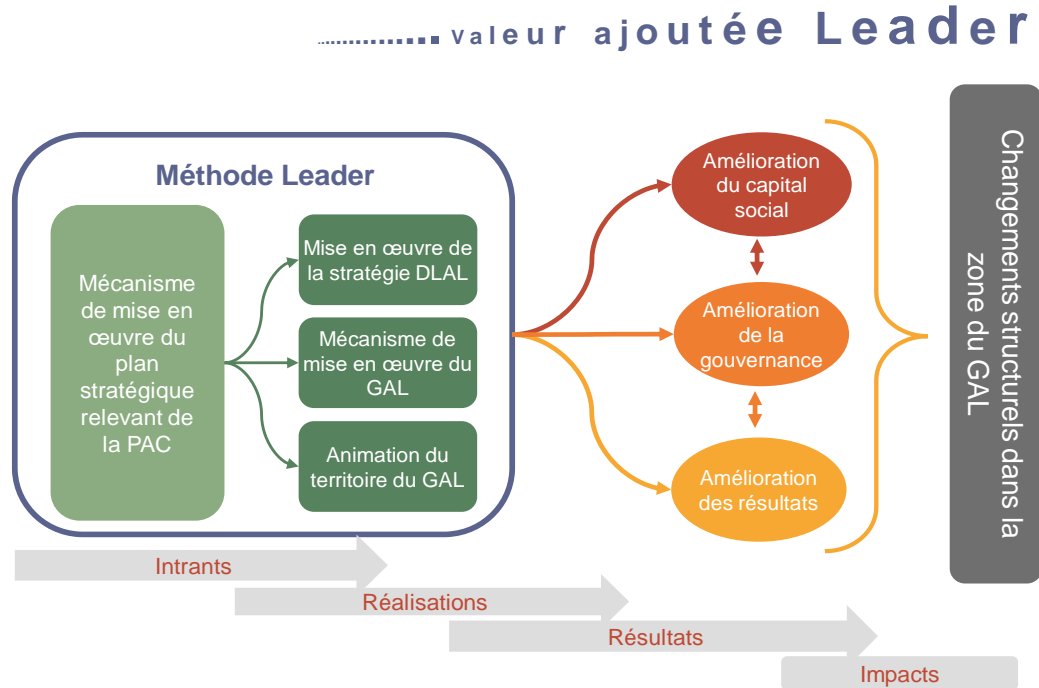 Valeur ajoutée Leader
Méthode Leader
Mécanisme
de mise en
œuvre du
plan
stratégique
relevant de
la PAC
Mise en œuvre de
la stratégie DLAL
Mécanisme de
mise en œuvre du
GAL
Animation du
territoire du GAL
Amélioration
du capital
social
Amélioration
de la
gouvernance
Amélioration
des résultats
Changements structurels dans la
zone du GAL
Intrants
Réalisations
Résultats
Impacts